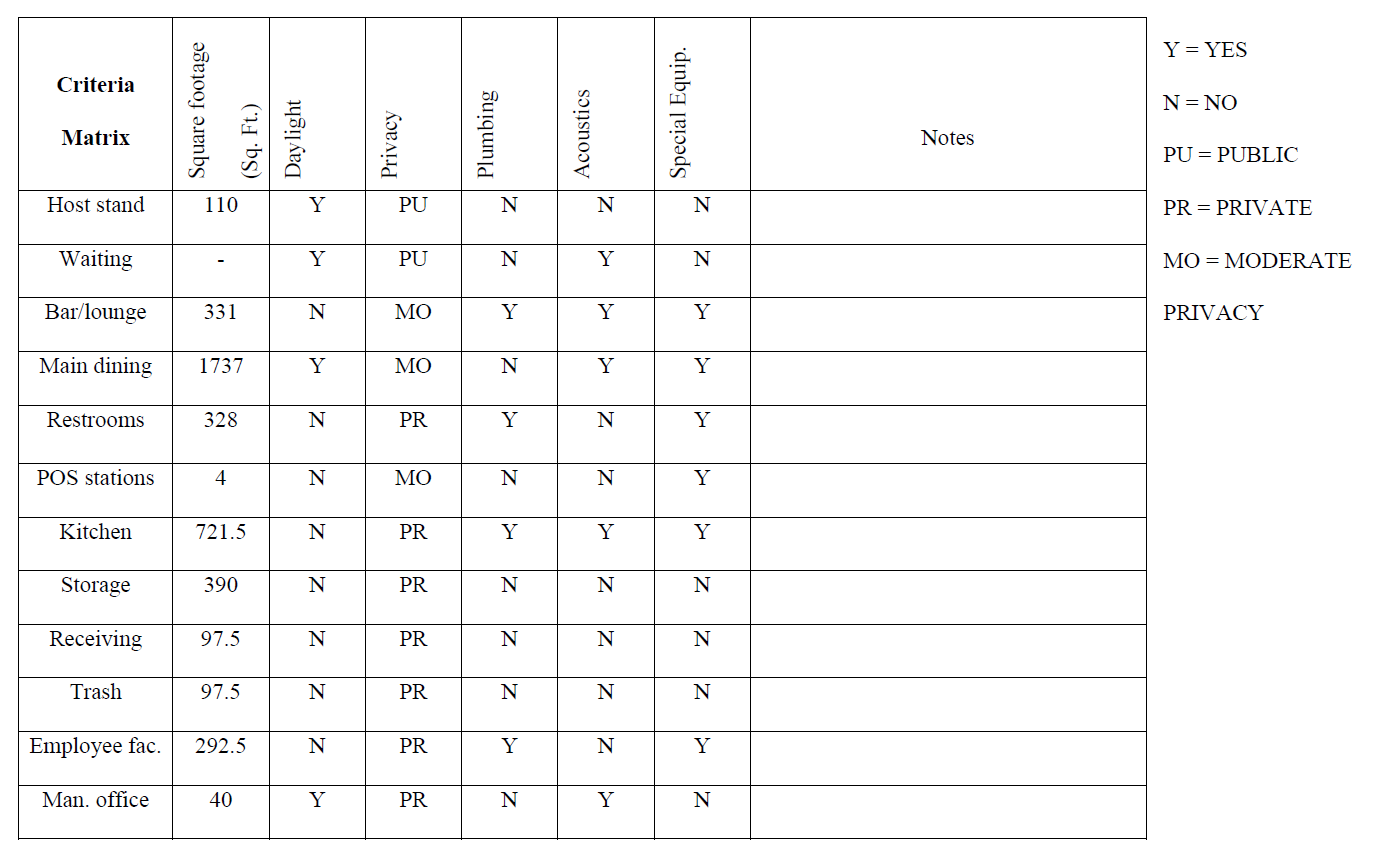 Criteria Matrix Square footage (Sq. Ft.) Daylight Privacy Plumbing Acoustics Special Equip. Notes
Host stand 110 Y PU N N N
Waiting - Y PU N Y N
Bar/lounge 331 N MO Y Y Y
Main dining 1737 Y MO N Y Y
Restrooms 328 N PR Y N Y
POS stations 4 N MO N N Y
Kitchen 721.5 N PR Y Y Y
Storage 390 N PR N N N
Receiving 97.5 N PR N N N
Trash 97.5 N PR N N N
Employee fac. 292.5 N PR Y N Y
Man. office 40 Y PR N Y N
Y = YES
N = NO
PU = PUBLIC
PR = PRIVATE
MO = MODERATE
PRIVACY